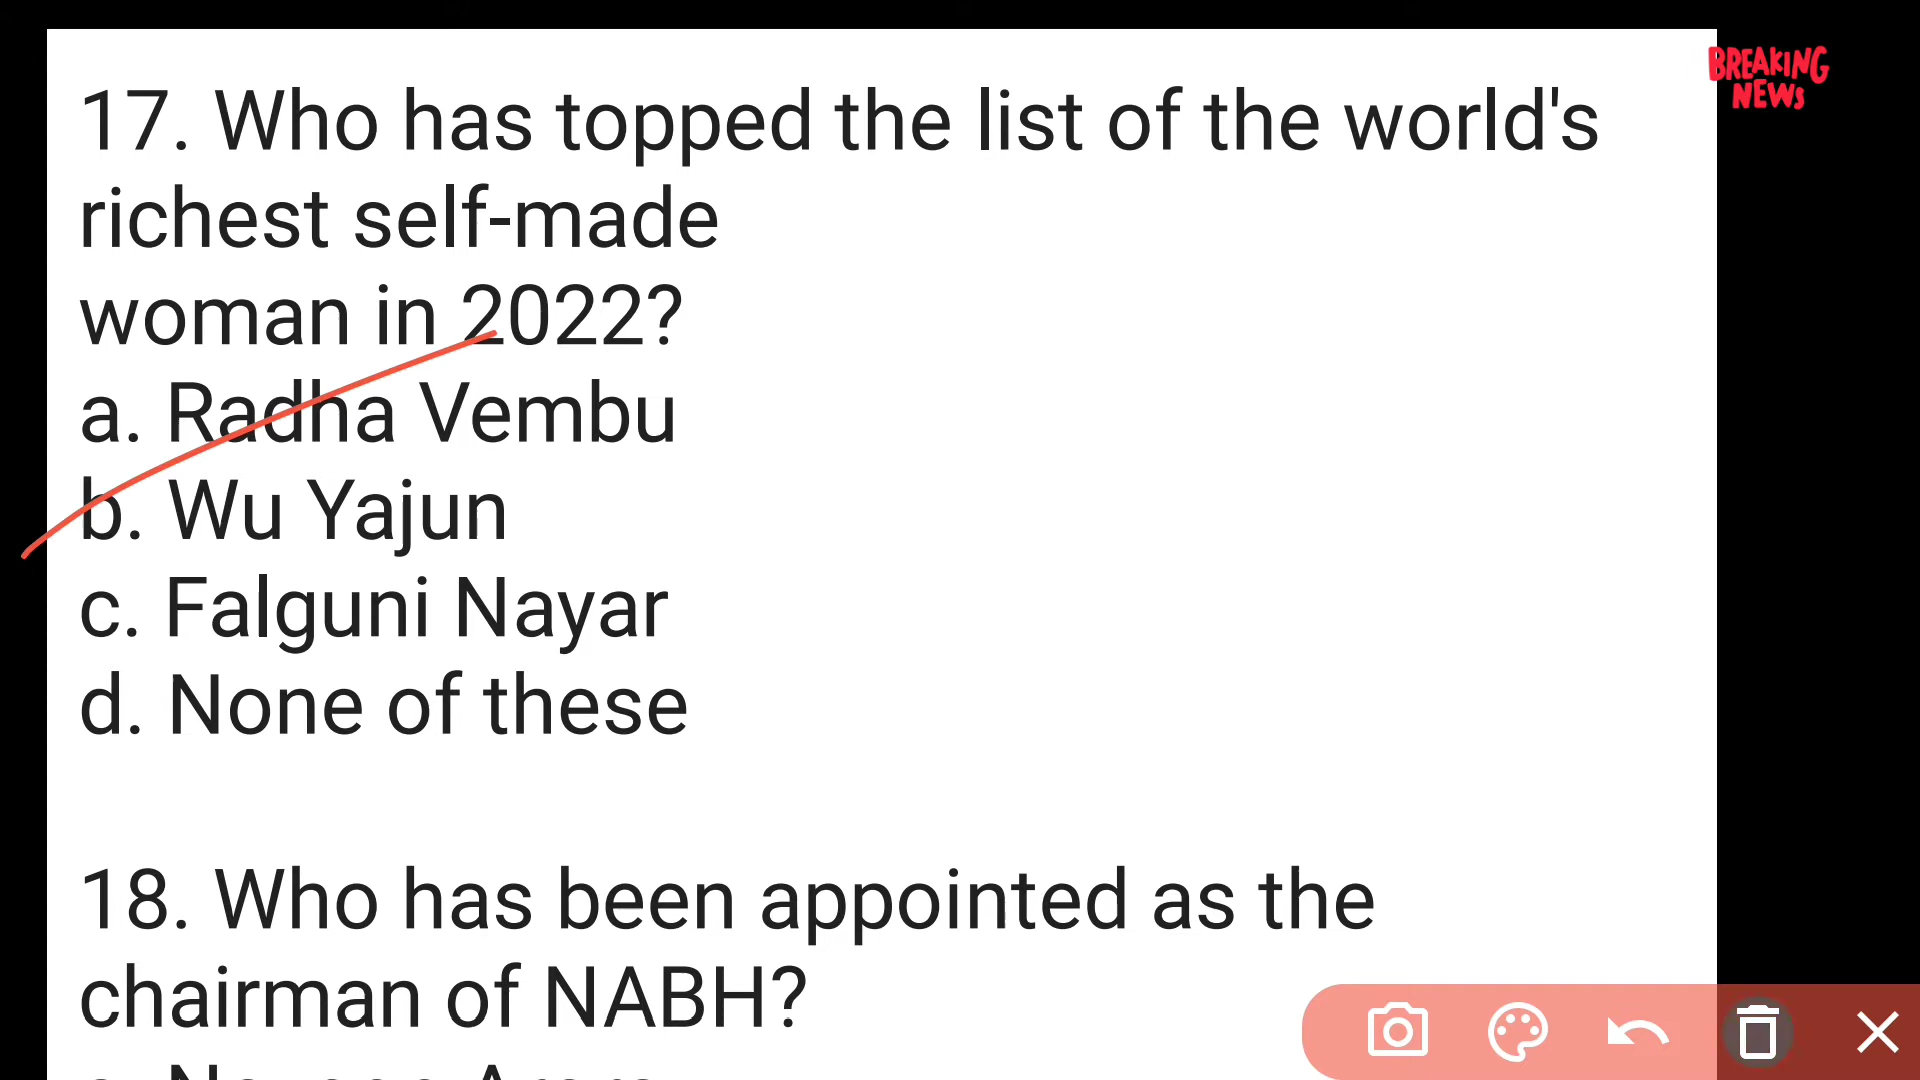 BREAKING
NEWS
17. Who has topped the list of the world's
richest self-made
woman in 2022?
a. Radha Vembu
b. Wu Yajun
c. Falguni Nayar
d. None of these
18. Who has been appointed as the
chairman of NABH?